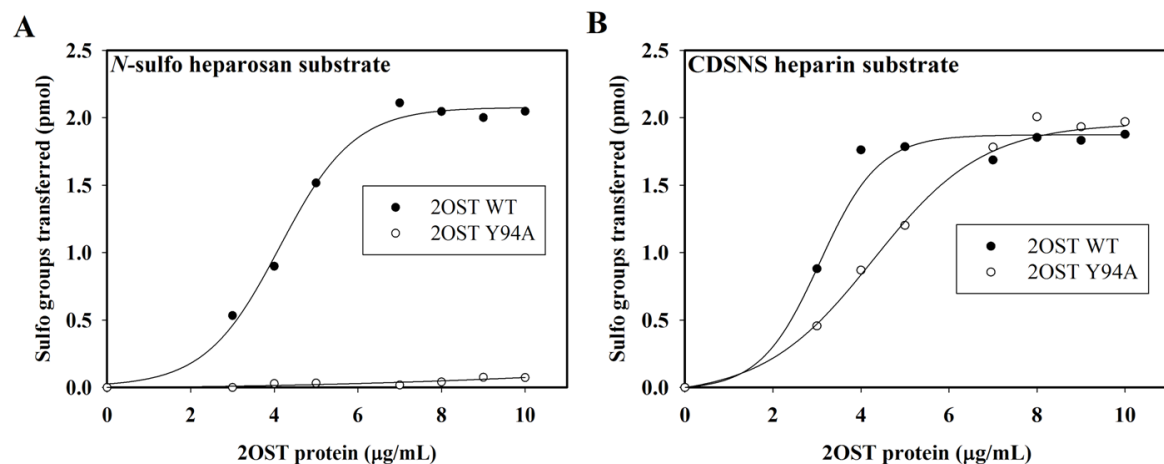 A
N-sulfo heparosan substrate
Sulfo groups transferred (pmol)
2.5
2.0
1.5
1.0
0.5
0.0
2OST WT
2OST Y94A
0 2 4 6 8 10
2OST protein (μg/mL)
B
CDSNS heparin substrate
Sulfo groups transferred (pmol)
2.5
2.0
1.5
1.0
0.5
0.0
2OST WT
2OST Y94A
0 2 4 6 8 10
2OST protein (μg/mL)